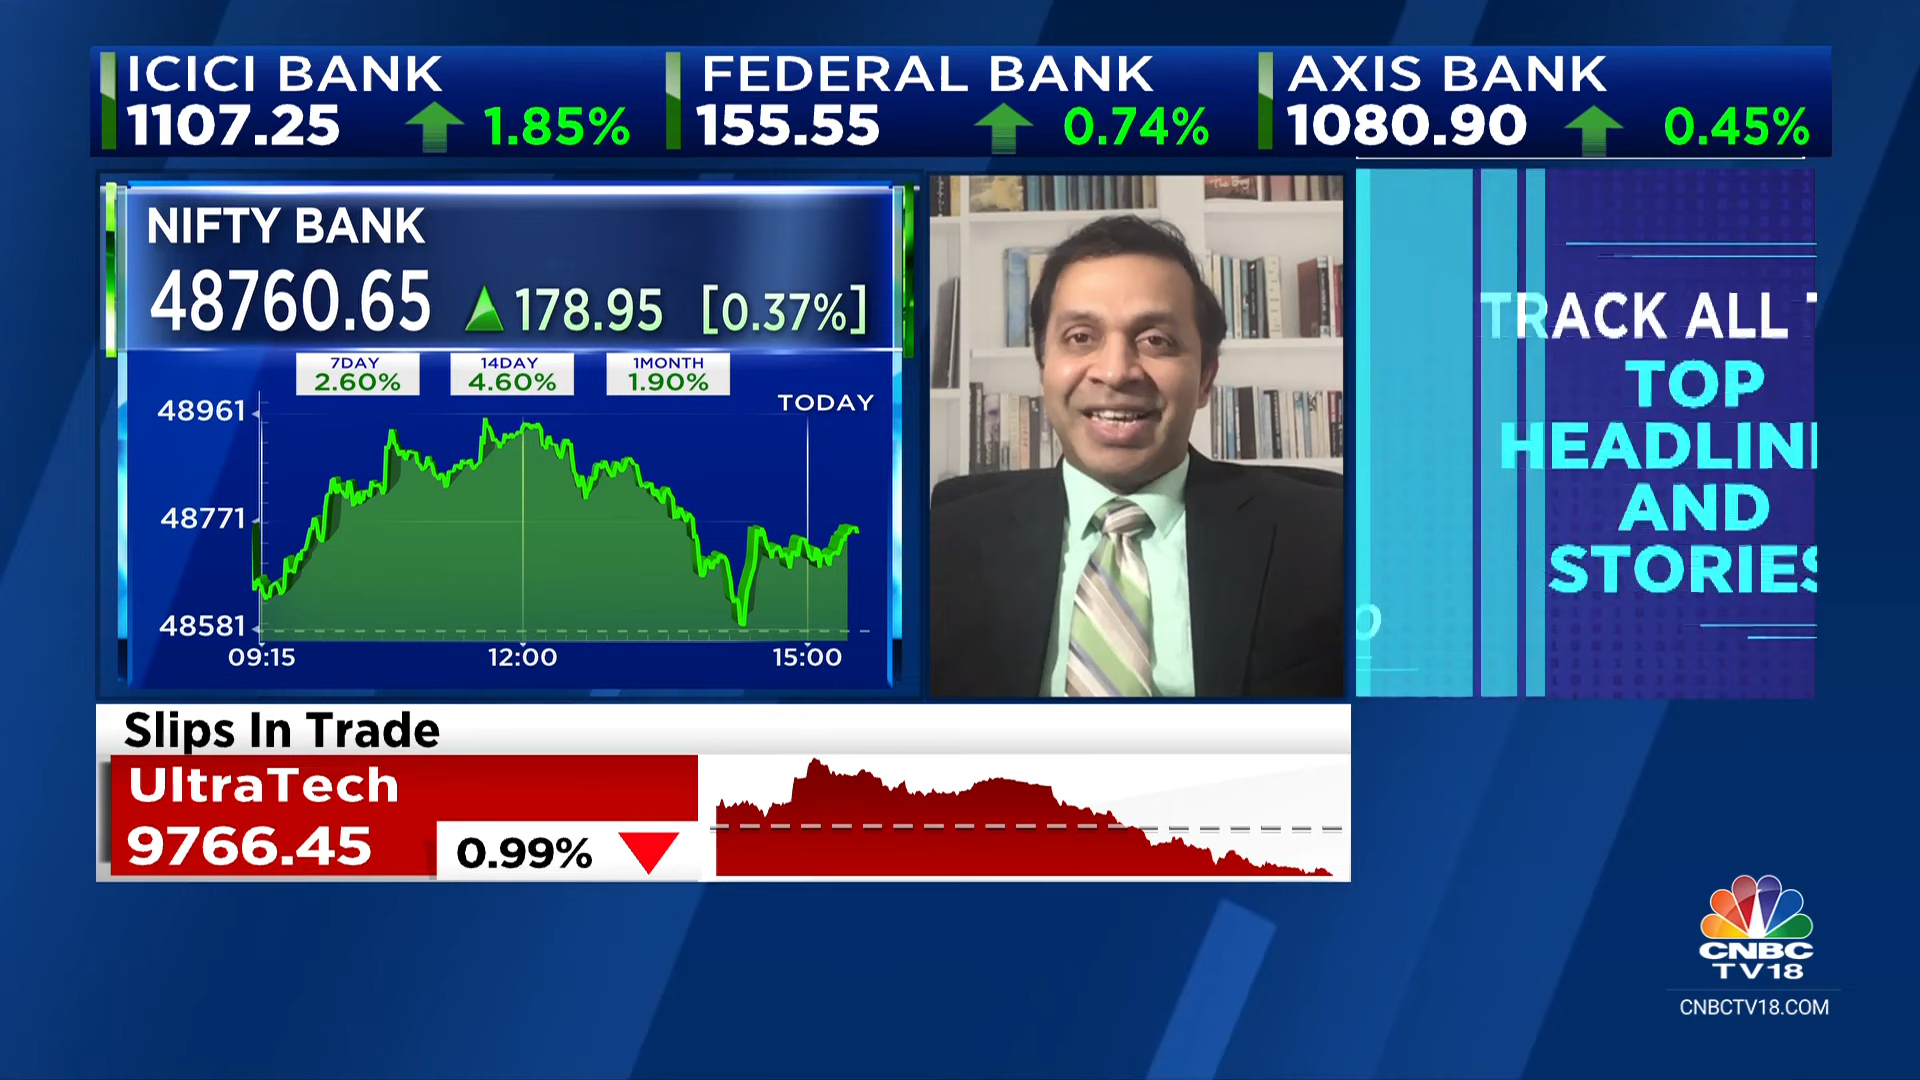 ICICI BANK
1107.25 1.85%
FEDERAL BANK
155.55 0.74%
AXIS BANK
1080.90 0.45%
NIFTY BANK
48760.65 178.95 [0.37%]
7DAY
2.60%
14DAY
4.60%
1MONTH
1.90%
TODAY
48961
48771
48581
09:15 12:00 15:00
TRACK ALL
TOP
HEADLINE
AND
STORIES
Slips In Trade
UltraTech
9766.45 0.99%
CNBC
TV18
CNBCTV18.COM